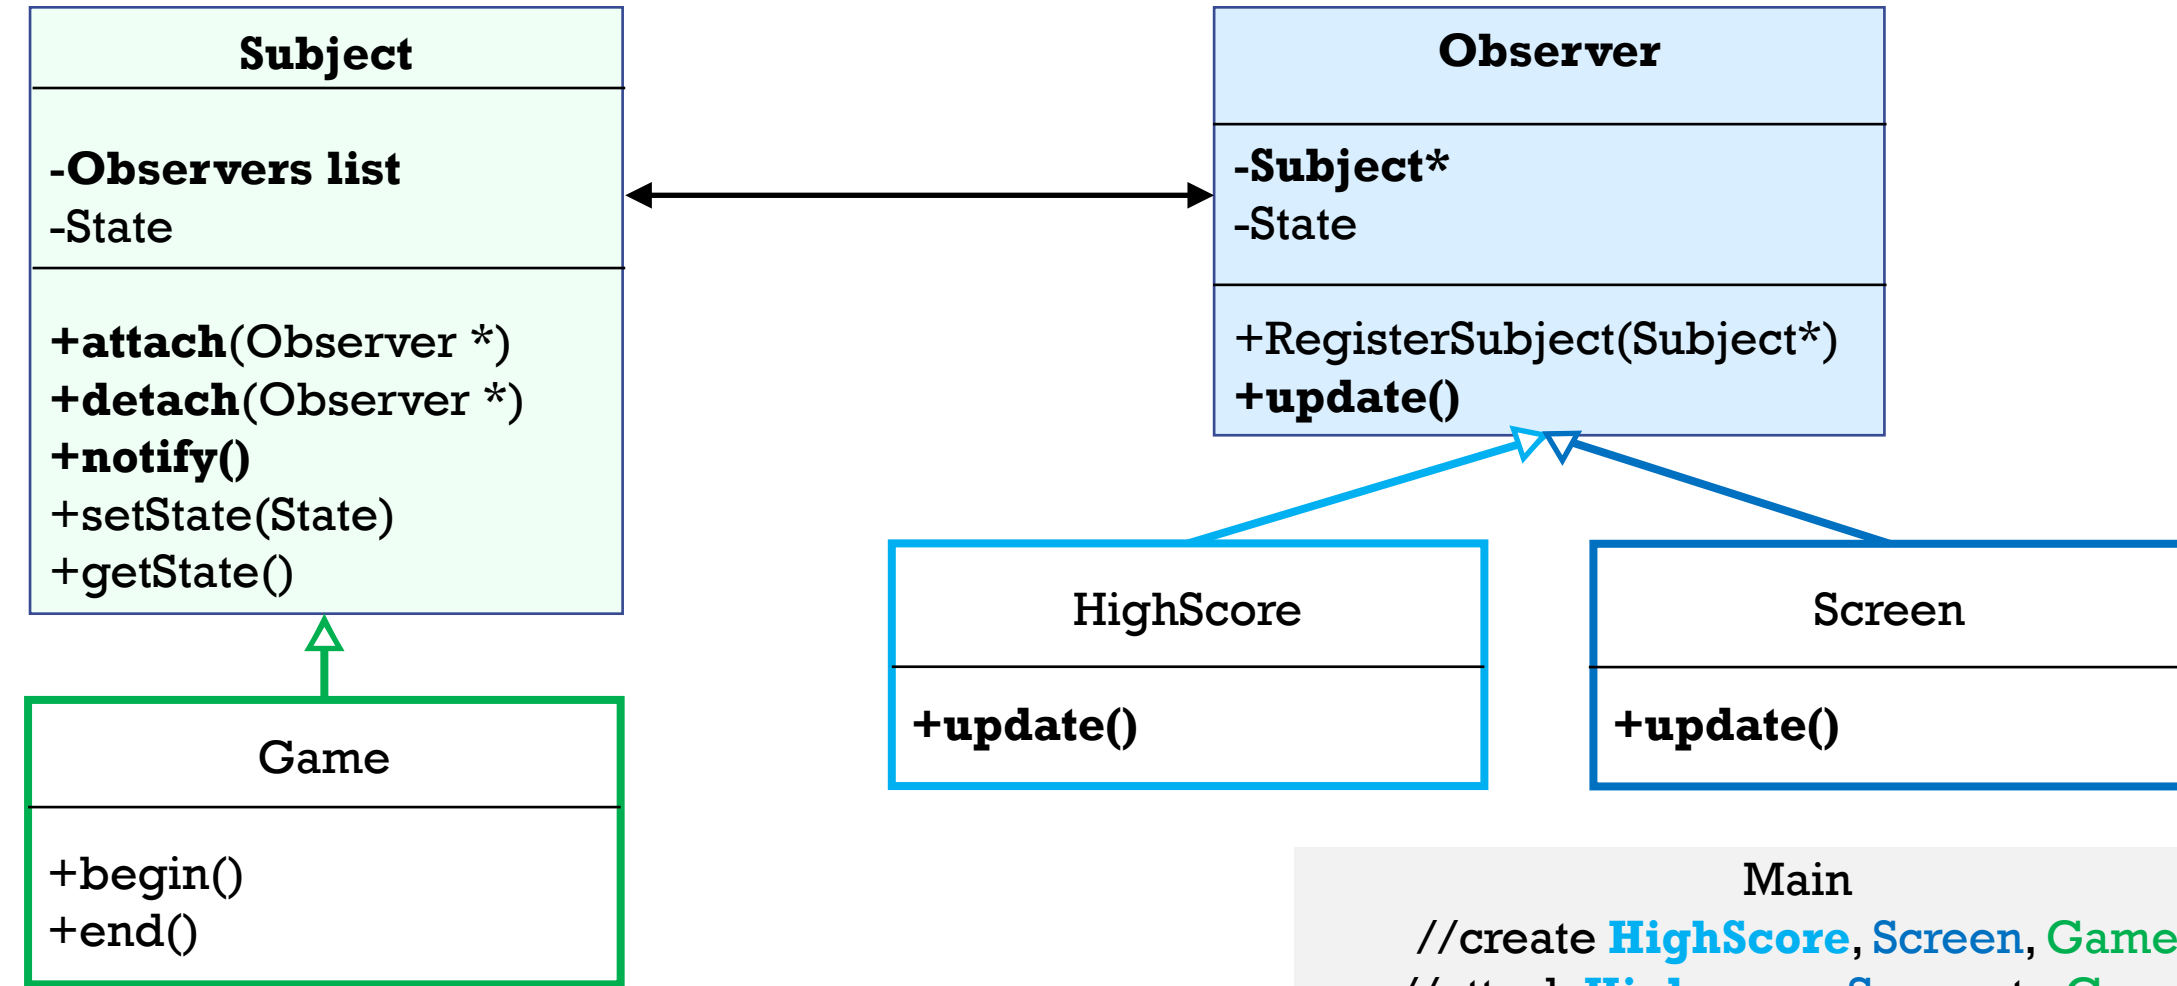 Subject
-Observers list
-State
+attach(Observer *)
+detach(Observer *)
+notify()
+setState(State)
+getState()
Game
+begin()
+end()
Observer
-Subject*
-State
+RegisterSubject(Subject*)
+update()
HighScore
+update()
Screen
+update()
Main
//create HighScore, Screen, Game